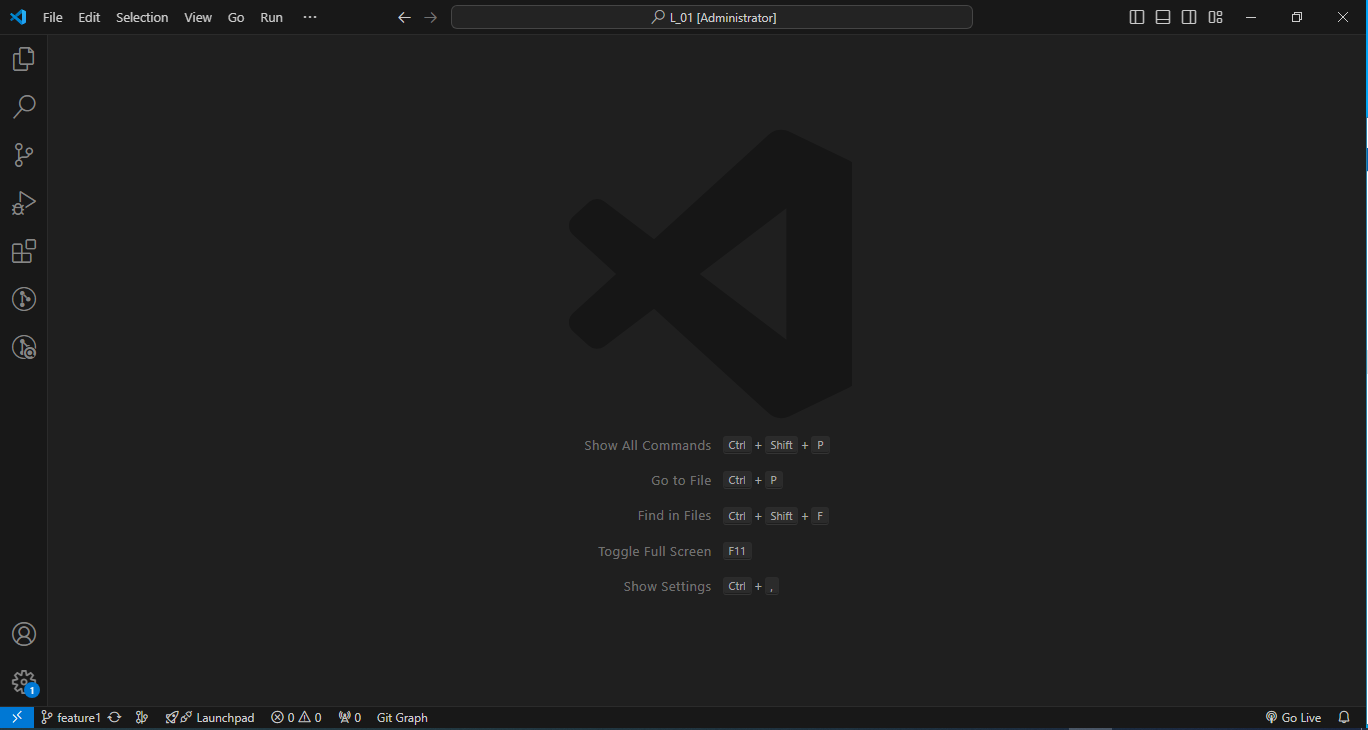 File Edit Selection View Go Run ··· L_01 [Administrator]
Show All Commands Ctrl + Shift + P
Go to File Ctrl + P
Find in Files Ctrl + Shift + F
Toggle Full Screen F11
Show Settings Ctrl + ,
1
feature1 Launchpad 0 0 0 Git Graph Go Live